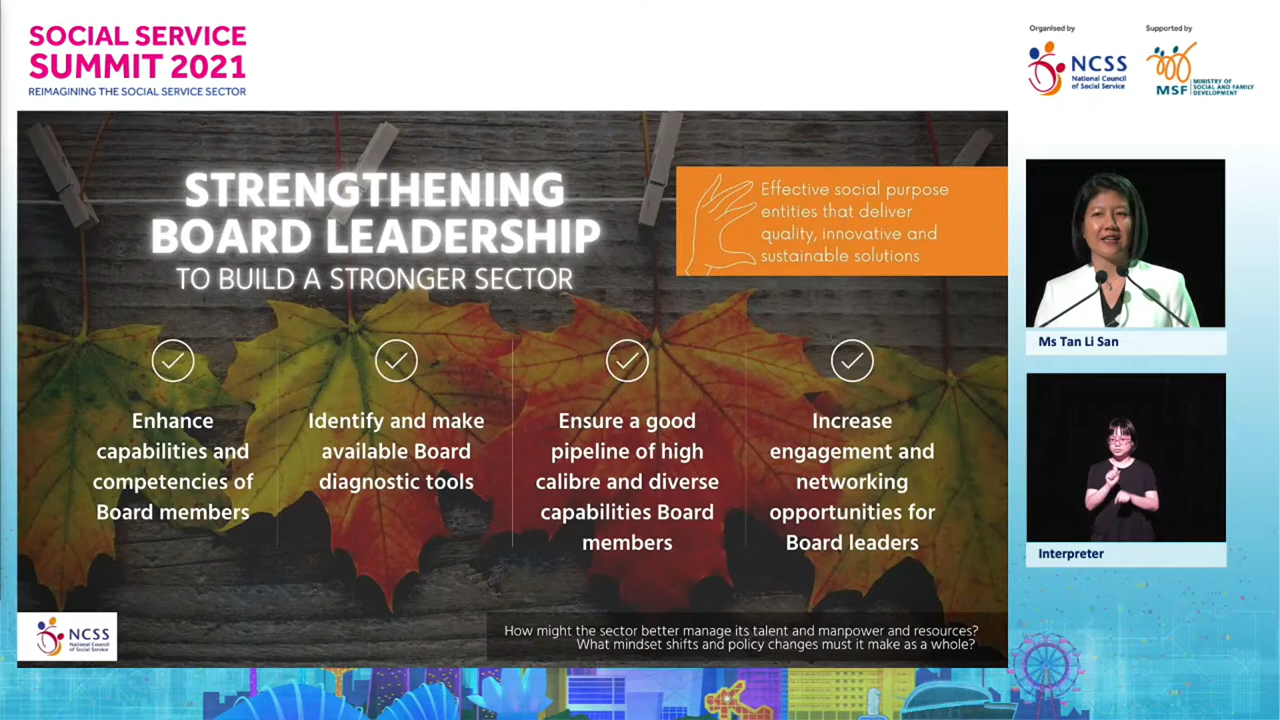 SOCIAL SERVICE
SUMMIT 2021
REIMAGINING THE SOCIAL SERVICE SECTOR
Organised by
NCSS
National Council
of Social Service
Supported by
MSF
MINISTRY OF
SOCIAL AND FAMILY
DEVELOPMENT
STRENGTHENING
BOARD LEADERSHIP
TO BUILD A STRONGER SECTOR
Effective social purpose
entities that deliver
quality, innovative and
sustainable solutions
Enhance
capabilities and
competencies of
Board members
Identify and make
available Board
diagnostic tools
Ensure a good
pipeline of high
calibre and diverse
capabilities Board
members
Increase
engagement and
networking
opportunities for
Board leaders
Ms Tan Li San
Interpreter
NCSS
National Council
of Social Service
How might the sector better manage its talent and manpower and resources?
What mindset shifts and policy changes must it make as a whole?